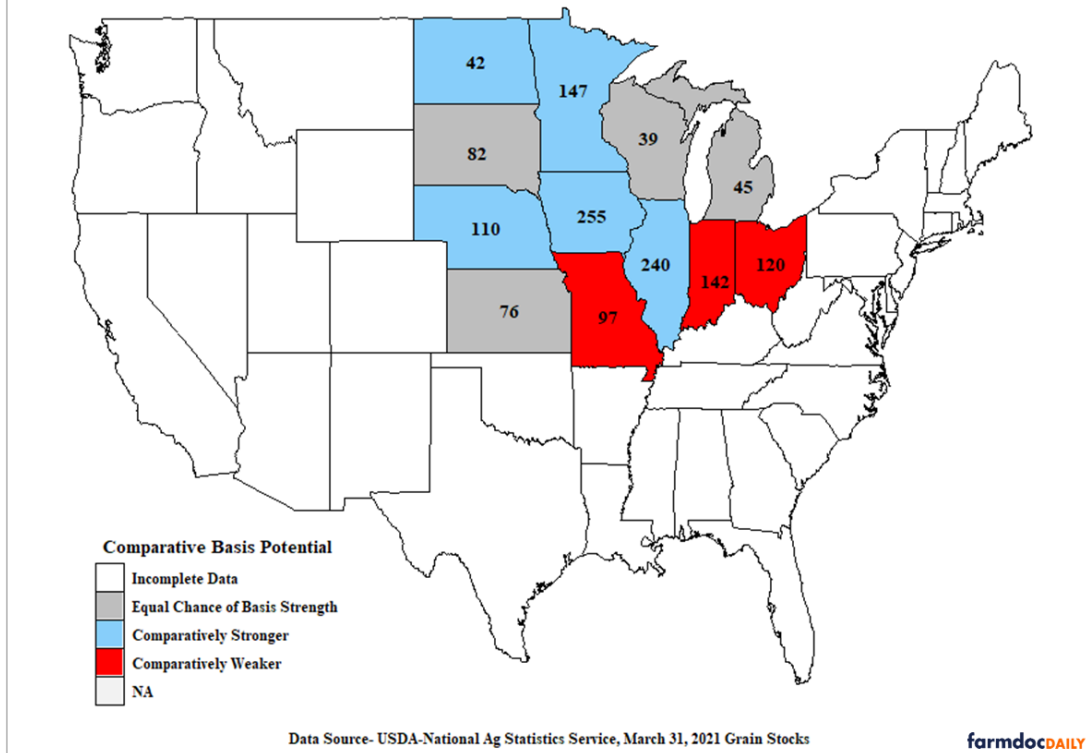 42
147
39
82
45
255
110
240
120
142
76
97
Comparative Basis Potential
Incomplete Data
Equal Chance of Basis Strength
Comparatively Stronger
Comparatively Weaker
NA
Data Source- USDA-National Ag Statistics Service, March 31, 2021 Grain Stocks
farmdocDAILY